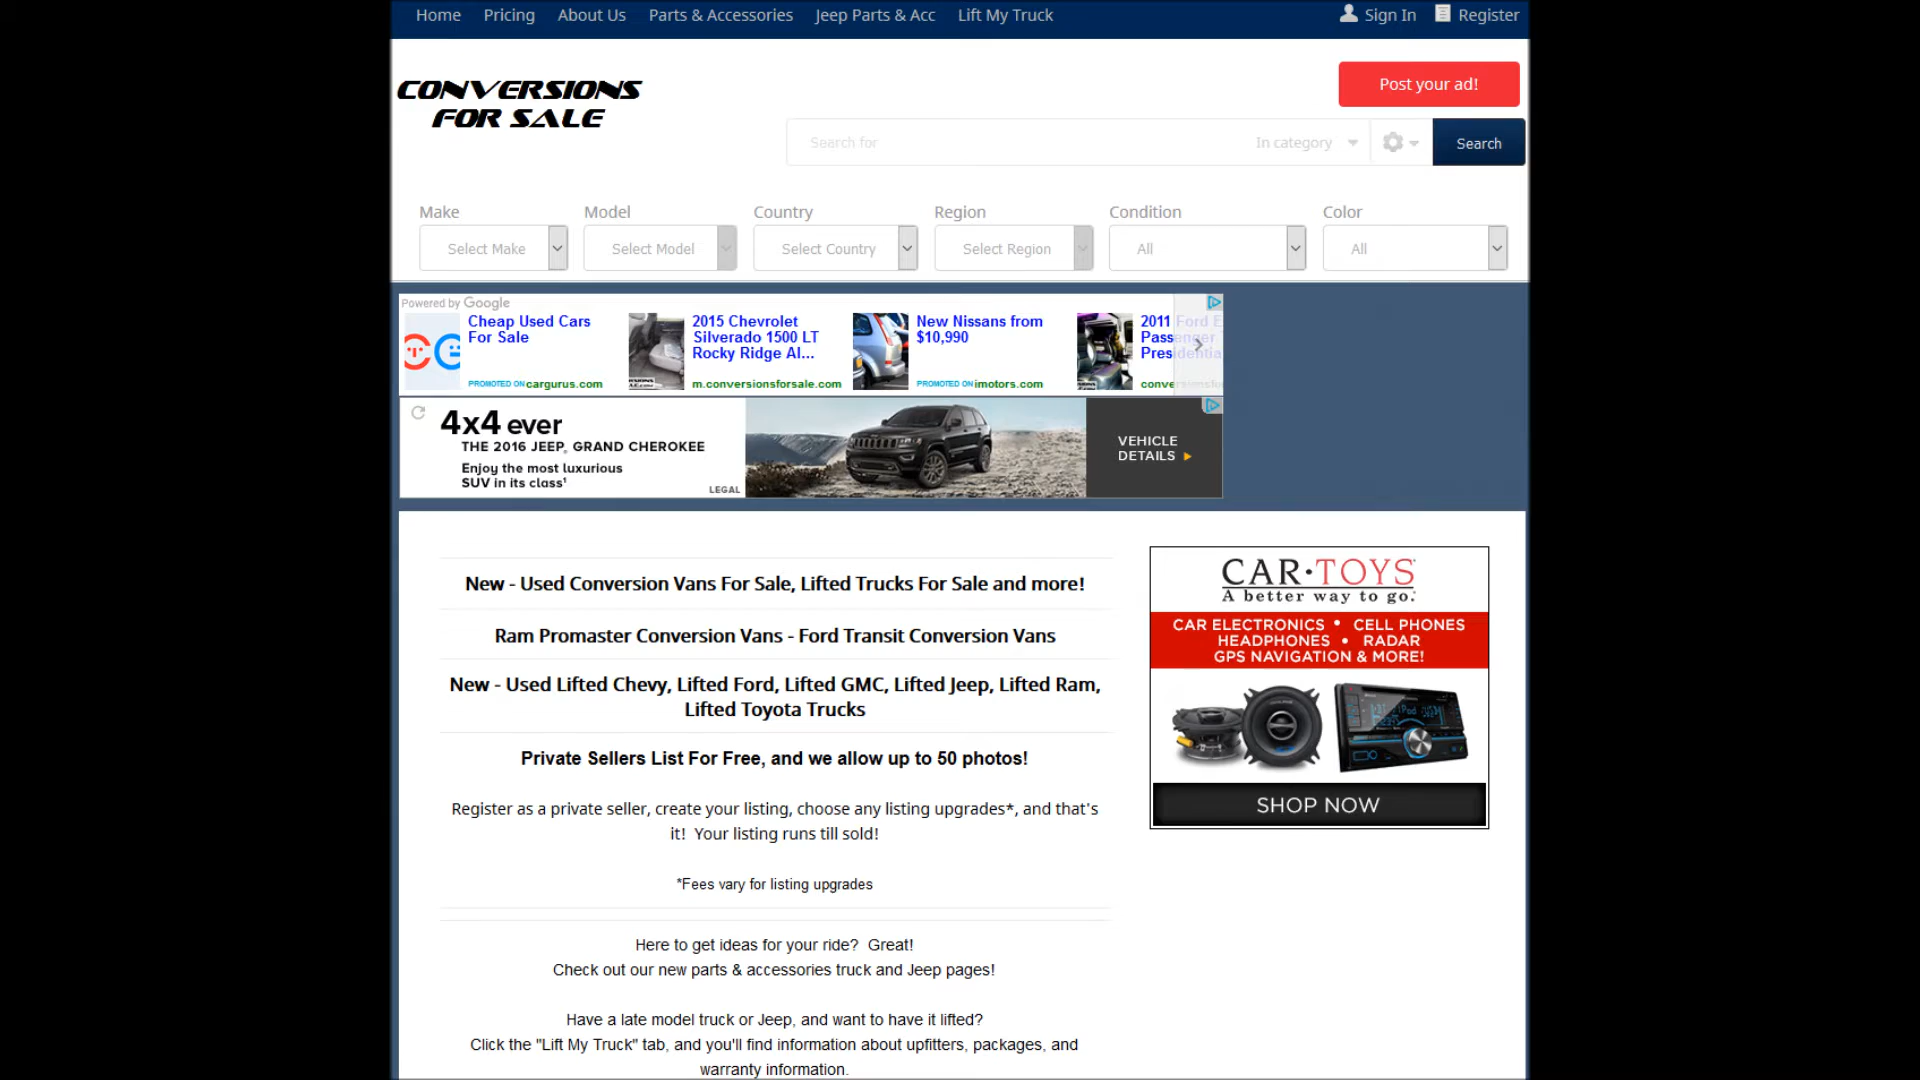 Home Pricing About Us Parts & Accessories Jeep Parts & Acc Lift My Truck Sign In Register
CONVERSIONS
FOR SALE
Post your ad!
Search for In category Search
Make Model Country Region Condition Color
Select Make Select Model Select Country Select Region All All
Powered by Google
Cheap Used Cars
For Sale
PROMOTED ON cargurus.com
2015 Chevrolet
Silverado 1500 LT
Rocky Ridge Al...
m.conversionsforsale.com
New Nissans from
$10,990
PROMOTED ON imotors.com
2011 Ford E
Passenger
Presidentia
conversionsfor
4x4 ever
THE 2016 JEEP® GRAND CHEROKEE
Enjoy the most luxurious
SUV in its class¹
LEGAL
VEHICLE
DETAILS
New - Used Conversion Vans For Sale, Lifted Trucks For Sale and more!
Ram Promaster Conversion Vans - Ford Transit Conversion Vans
New - Used Lifted Chevy, Lifted Ford, Lifted GMC, Lifted Jeep, Lifted Ram,
Lifted Toyota Trucks
Private Sellers List For Free, and we allow up to 50 photos!
Register as a private seller, create your listing, choose any listing upgrades*, and that's
it! Your listing runs till sold!
*Fees vary for listing upgrades
Here to get ideas for your ride? Great!
Check out our new parts & accessories truck and Jeep pages!
Have a late model truck or Jeep, and want to have it lifted?
Click the "Lift My Truck" tab, and you'll find information about upfitters, packages, and
warranty information.
CAR·TOYS
A better way to go.
CAR ELECTRONICS • CELL PHONES
HEADPHONES • RADAR
GPS NAVIGATION & MORE!
SHOP NOW